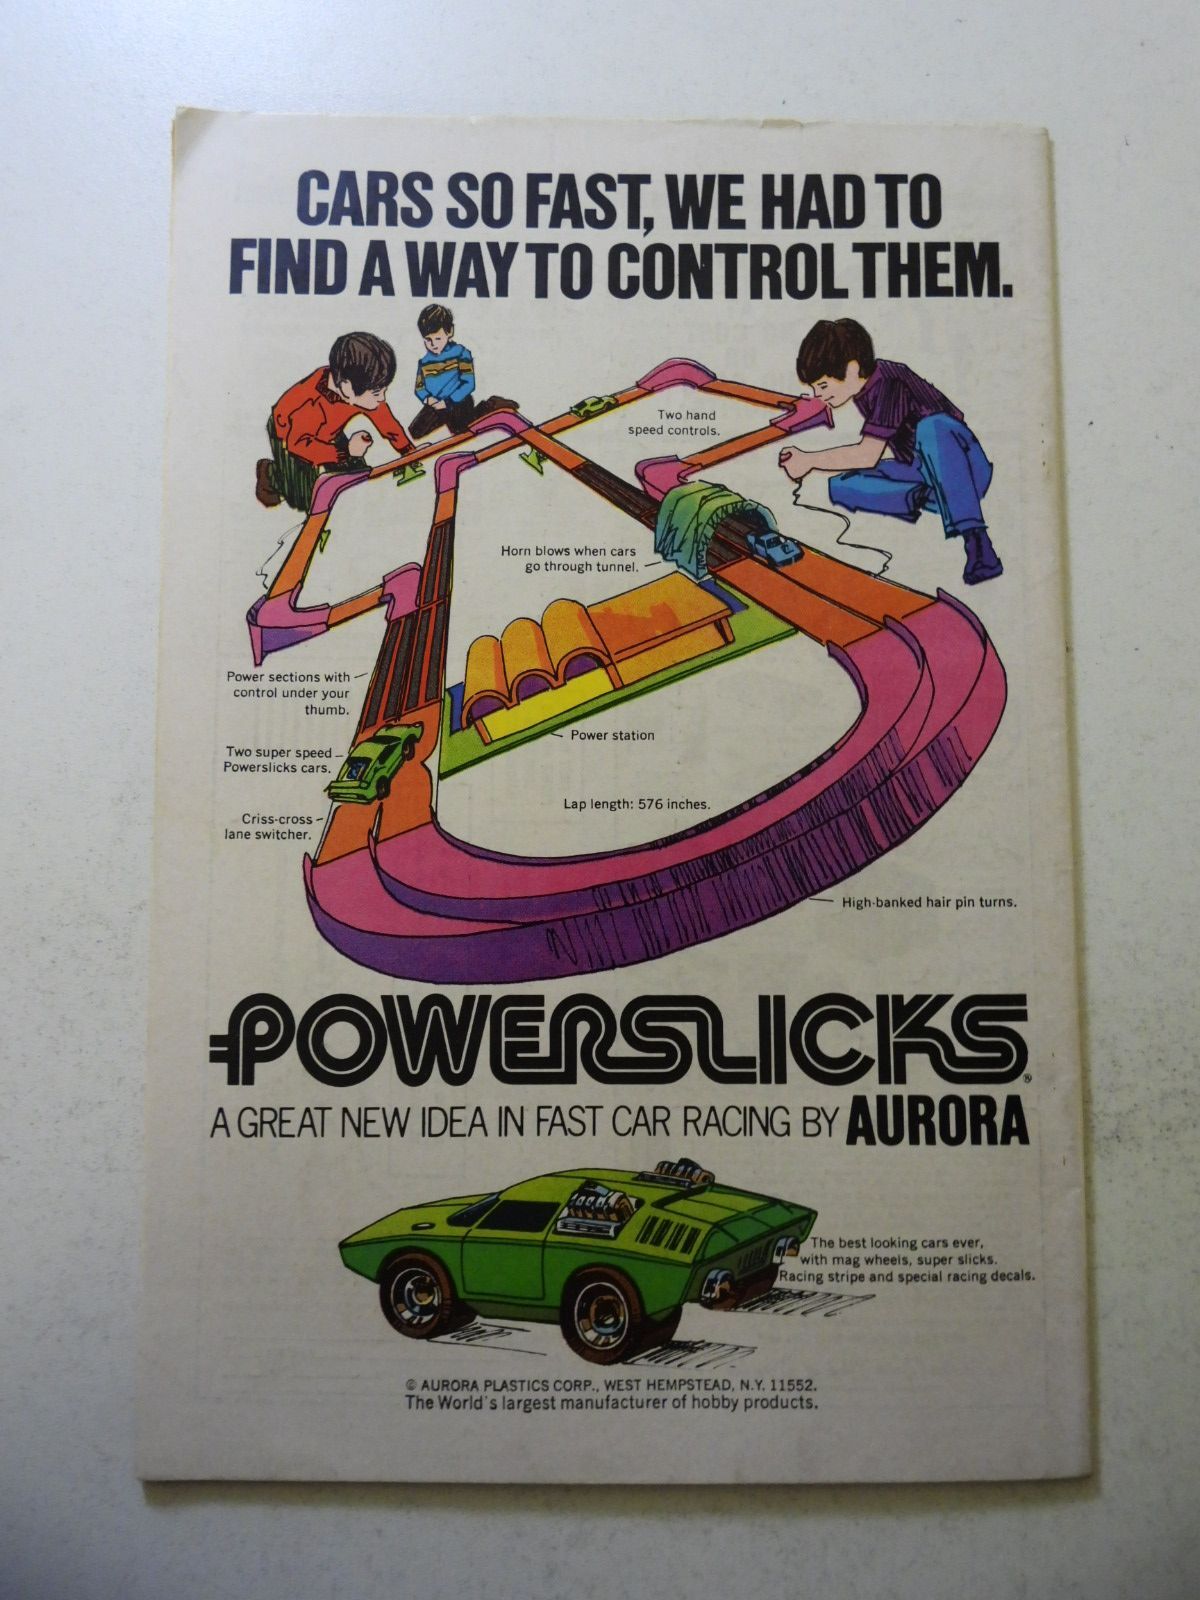 CARS SO FAST, WE HAD TO
FIND A WAY TO CONTROL THEM.
Two hand
speed controls.
Horn blows when cars
go through tunnel.
Power sections with
control under your
thumb.
Power station
Two super speed
Powerslicks cars.
Lap length: 576 inches.
Criss-cross
lane switcher.
High-banked hair pin turns.
POWERSLICKS®
A GREAT NEW IDEA IN FAST CAR RACING BY AURORA
The best looking cars ever,
with mag wheels, super slicks.
Racing stripe and special racing decals.
© AURORA PLASTICS CORP., WEST HEMPSTEAD, N.Y. 11552.
The World's largest manufacturer of hobby products.